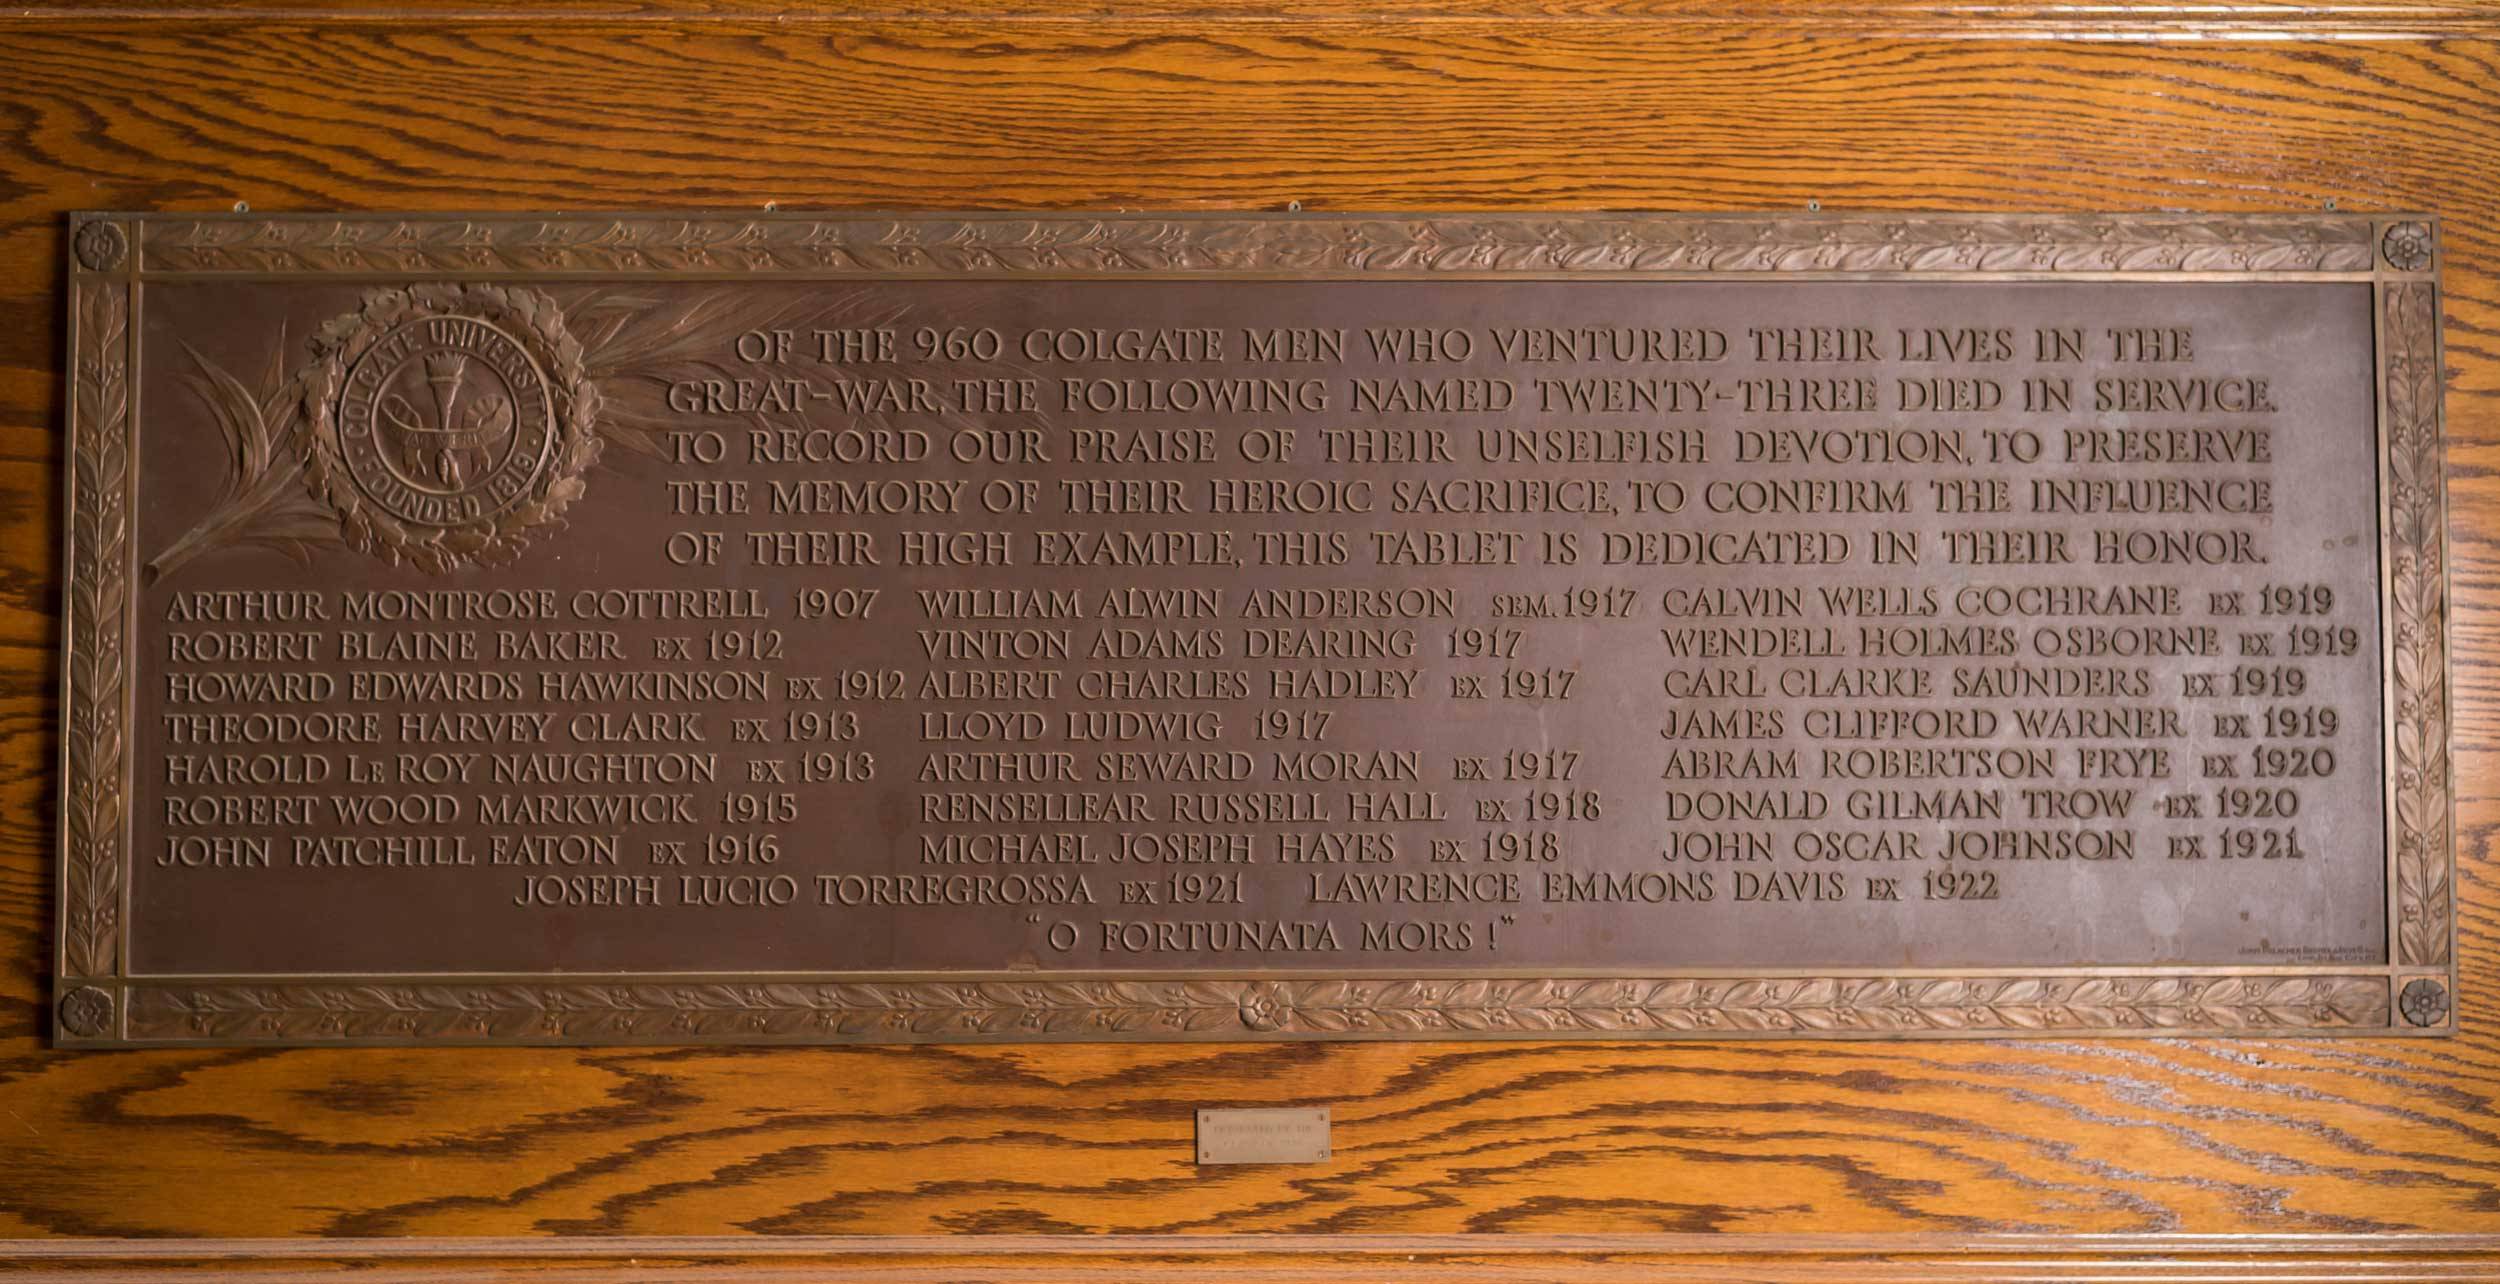 COLGATE UNIVERSITY
FOUNDED 1819
OF THE 960 COLGATE MEN WHO VENTURED THEIR LIVES IN THE
GREAT-WAR, THE FOLLOWING NAMED TWENTY-THREE DIED IN SERVICE.
TO RECORD OUR PRAISE OF THEIR UNSELFISH DEVOTION, TO PRESERVE
THE MEMORY OF THEIR HEROIC SACRIFICE, TO CONFIRM THE INFLUENCE
OF THEIR HIGH EXAMPLE, THIS TABLET IS DEDICATED IN THEIR HONOR.
ARTHUR MONTROSE COTTRELL 1907
ROBERT BLAINE BAKER EX 1912
HOWARD EDWARDS HAWKINSON EX 1912
THEODORE HARVEY CLARK EX 1913
HAROLD LE ROY NAUGHTON EX 1913
ROBERT WOOD MARKWICK 1915
JOHN PATCHILL EATON EX 1916
WILLIAM ALWIN ANDERSON SEM. 1917
VINTON ADAMS DEARING 1917
ALBERT CHARLES HADLEY EX 1917
LLOYD LUDWIG 1917
ARTHUR SEWARD MORAN EX 1917
RENSELLEAR RUSSELL HALL EX 1918
MICHAEL JOSEPH HAYES EX 1918
CALVIN WELLS COCHRANE EX 1919
WENDELL HOLMES OSBORNE EX 1919
CARL CLARKE SAUNDERS EX 1919
JAMES CLIFFORD WARNER EX 1919
ABRAM ROBERTSON FRYE EX 1920
DONALD GILMAN TROW EX 1920
JOHN OSCAR JOHNSON EX 1921
JOSEPH LUCIO TORREGROSSA EX 1921 LAWRENCE EMMONS DAVIS EX 1922
"O FORTUNATA MORS!"